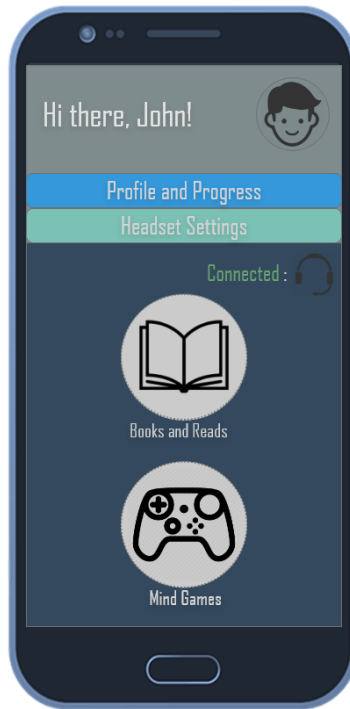 Hi there, John!
Profile and Progress
Headset Settings
Connected :
Books and Reads
Mind Games